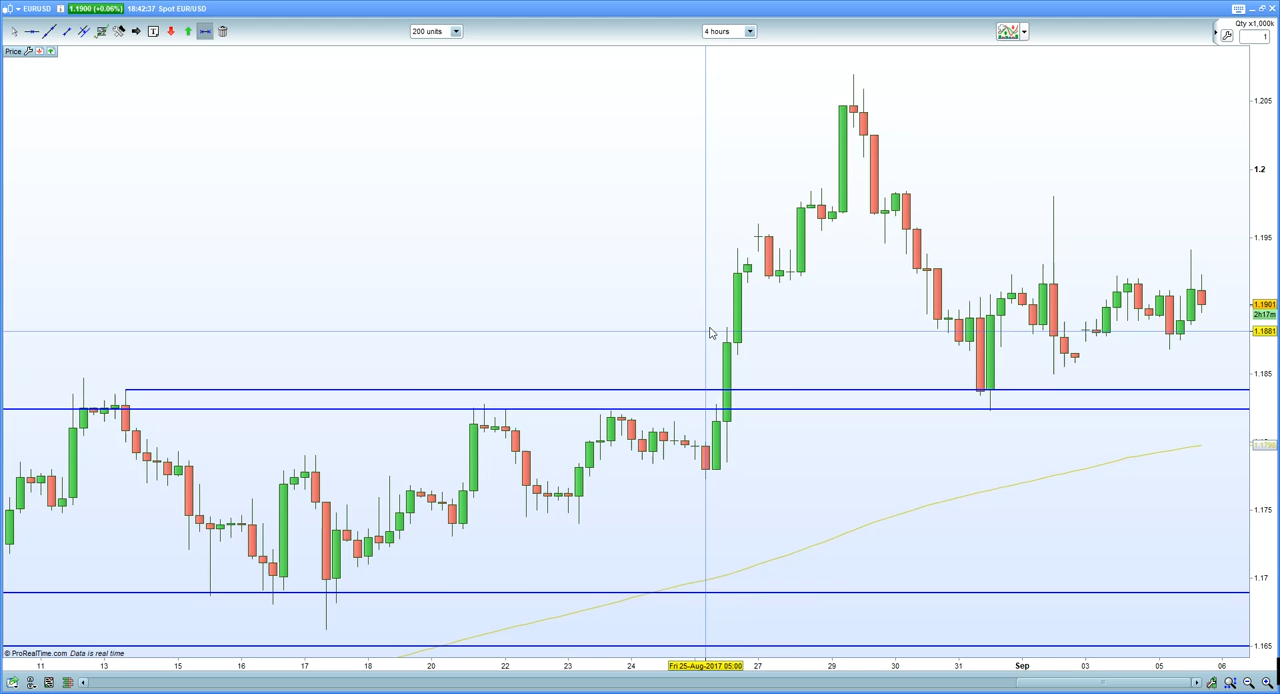 EURUSD 1.1900 (+0.06%) 18:42:37 Spot EUR/USD
200 units
4 hours
Qty x1,000k
1
Price
1.205
1.2
1.195
1.1901
2h17m
1.1881
1.185
1.175
1.17
1.165
© ProRealTime.com Data is real time
11 13 15 16 17 18 20 22 23 24 Fri 25-Aug-2017 05:00 27 29 30 31 Sep 03 05 06